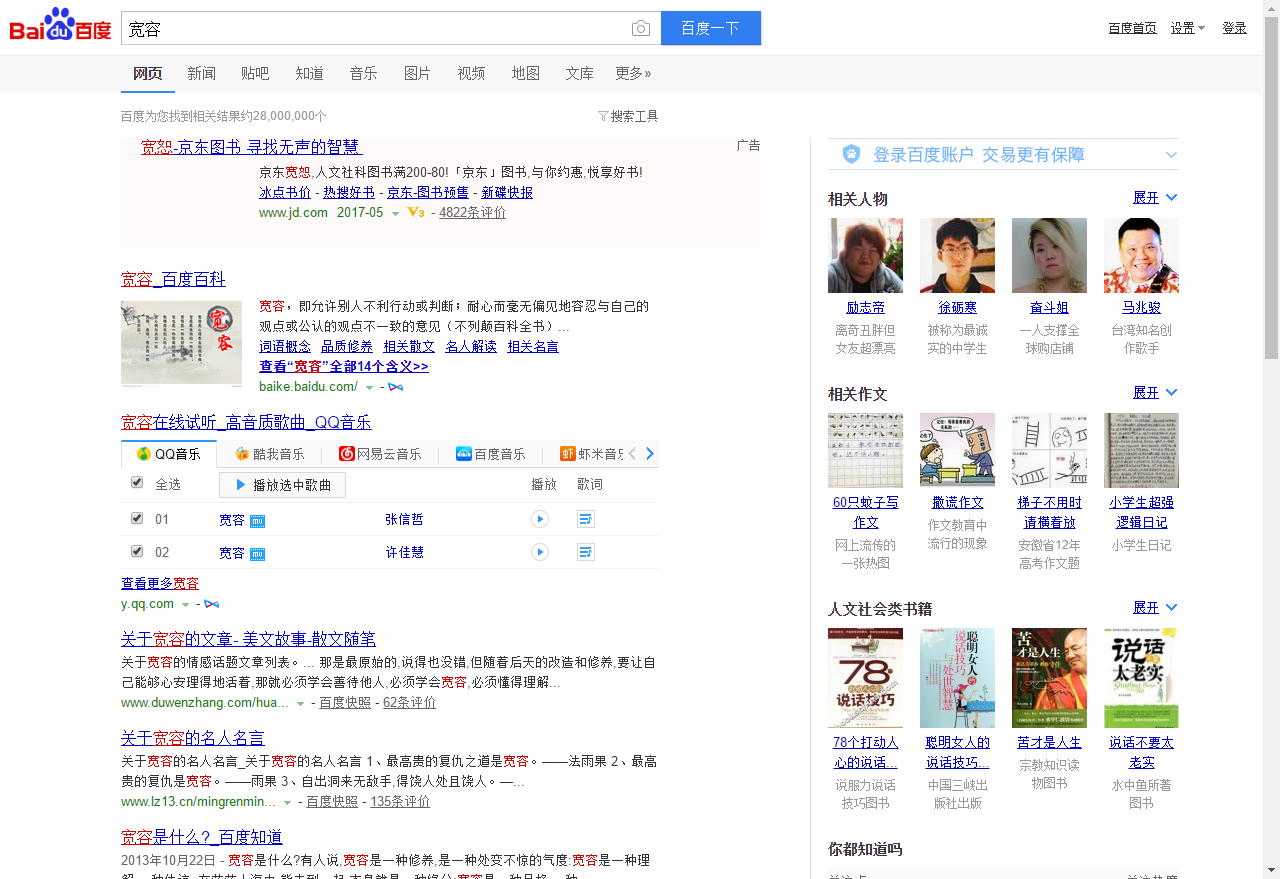 Bai du 百度
宽容
百度一下
百度首页 设置 登录
网页 新闻 贴吧 知道 音乐 图片 视频 地图 文库 更多»
百度为您找到相关结果约28,000,000个
搜索工具
宽恕-京东图书 寻找无声的智慧
广告
京东宽恕,人文社科图书满200-80!「京东」图书,与你约惠,悦享好书!
冰点书价 - 热搜好书 - 京东-图书预售 - 新碟快报
www.jd.com 2017-05 V3 - 4822条评价
宽容_百度百科
宽容
宽容，即允许别人不利行动或判断；耐心而毫无偏见地容忍与自己的
观点或公认的观点不一致的意见（不列颠百科全书）...
词语概念 品质修养 相关散文 名人解读 相关名言
查看“宽容”全部14个含义>>
baike.baidu.com/ -
宽容在线试听_高音质歌曲_QQ音乐
QQ音乐 酷我音乐 网易云音乐 百度音乐 虾米音乐
全选 播放选中歌曲 播放 歌词
01 宽容 MV 张信哲
02 宽容 MV 许佳慧
查看更多宽容
y.qq.com -
关于宽容的文章- 美文故事-散文随笔
关于宽容的情感话题文章列表。... 那是最原始的,说得也没错,但随着后天的改造和修养,要让自
己能够心安理得地活着,那就必须学会善待他人,必须学会宽容,必须懂得理解...
www.duwenzhang.com/hua... - 百度快照 - 62条评价
关于宽容的名人名言
关于宽容的名人名言_关于宽容的名人名言 1、最高贵的复仇之道是宽容。——法雨果 2、最高
贵的复仇是宽容。——雨果 3、自出洞来无敌手,得饶人处且饶人。—...
www.lz13.cn/mingrenmin... - 百度快照 - 135条评价
宽容是什么?_百度知道
2013年10月22日 - 宽容是什么?有人说,宽容是一种修养,是一种处变不惊的气度:宽容是一种理
登录百度账户 交易更有保障
相关人物 展开
励志帝 徐砺寒 奋斗姐 马兆骏
离奇丑胖但 被称为最诚 一人支撑全 台湾知名创
女友超漂亮 实的中学生 球购店铺 作歌手
相关作文 展开
60只蚊子写 撒谎作文 梯子不用时 小学生超强
作文 请横着放 逻辑日记
网上流传的 作文教育中 安徽省12年 小学生日记
一张热图 流行的现象 高考作文题
人文社会类书籍 展开
78个打动人 聪明女人的 苦才是人生 说话不要太
心的说话... 说话技巧... 老实
说服力说话 中国三峡出 宗教知识读 水中鱼所著
技巧图书 版社出版 物图书 图书
你都知道吗